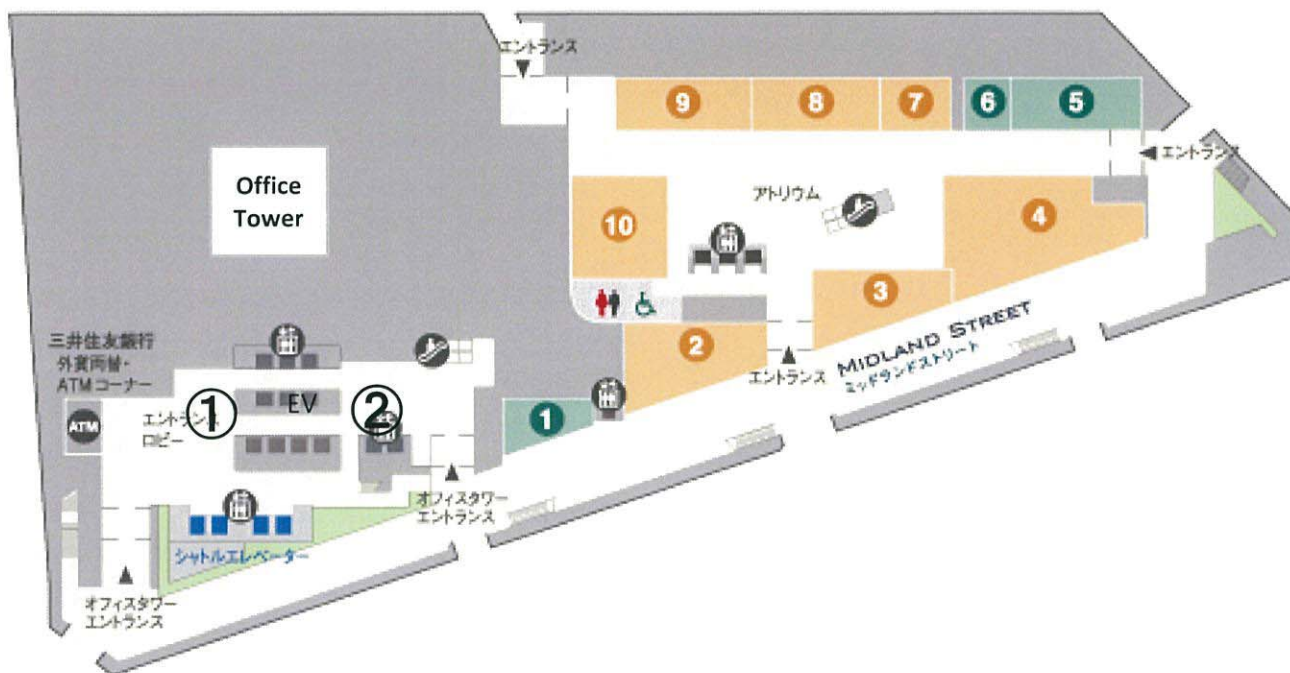 エントランス
9
8
7
6
5
エントランス
Office
Tower
アトリウム
4
10
3
三井住友銀行
外貨両替・
ATMコーナー
2
MIDLAND STREET
ミッドランドストリート
エントランス
①
EV
②
1
ATM
エントランス
ロビー
オフィスタワー
エントランス
シャトルエレベーター
オフィスタワー
エントランス